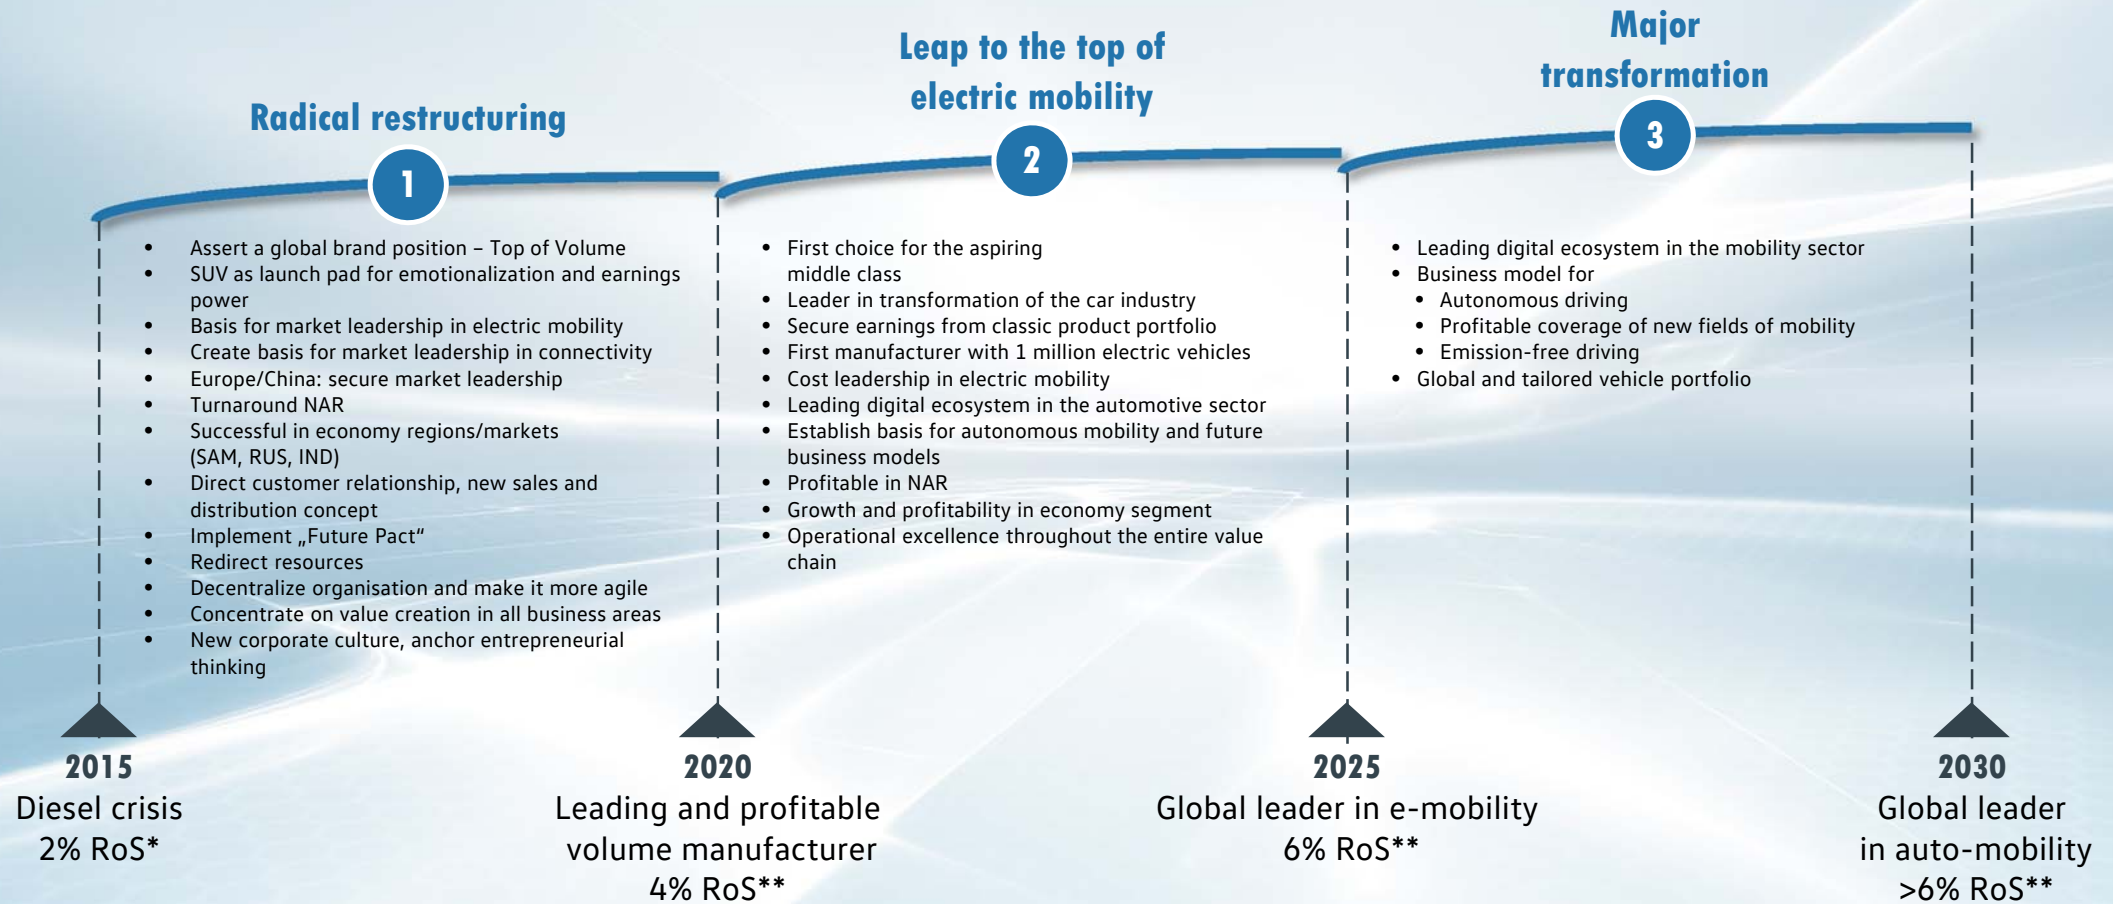 Radical restructuring
1
• Assert a global brand position – Top of Volume
• SUV as launch pad for emotionalization and earnings
power
• Basis for market leadership in electric mobility
• Create basis for market leadership in connectivity
• Europe/China: secure market leadership
• Turnaround NAR
• Successful in economy regions/markets
(SAM, RUS, IND)
• Direct customer relationship, new sales and
distribution concept
• Implement „Future Pact“
• Redirect resources
• Decentralize organisation and make it more agile
• Concentrate on value creation in all business areas
• New corporate culture, anchor entrepreneurial
thinking
Leap to the top of
electric mobility
2
• First choice for the aspiring
middle class
• Leader in transformation of the car industry
• Secure earnings from classic product portfolio
• First manufacturer with 1 million electric vehicles
• Cost leadership in electric mobility
• Leading digital ecosystem in the automotive sector
• Establish basis for autonomous mobility and future
business models
• Profitable in NAR
• Growth and profitability in economy segment
• Operational excellence throughout the entire value
chain
Major
transformation
3
• Leading digital ecosystem in the mobility sector
• Business model for
• Autonomous driving
• Profitable coverage of new fields of mobility
• Emission-free driving
• Global and tailored vehicle portfolio
2015
Diesel crisis
2% RoS*
2020
Leading and profitable
volume manufacturer
4% RoS**
2025
Global leader in e-mobility
6% RoS**
2030
Global leader
in auto-mobility
>6% RoS**